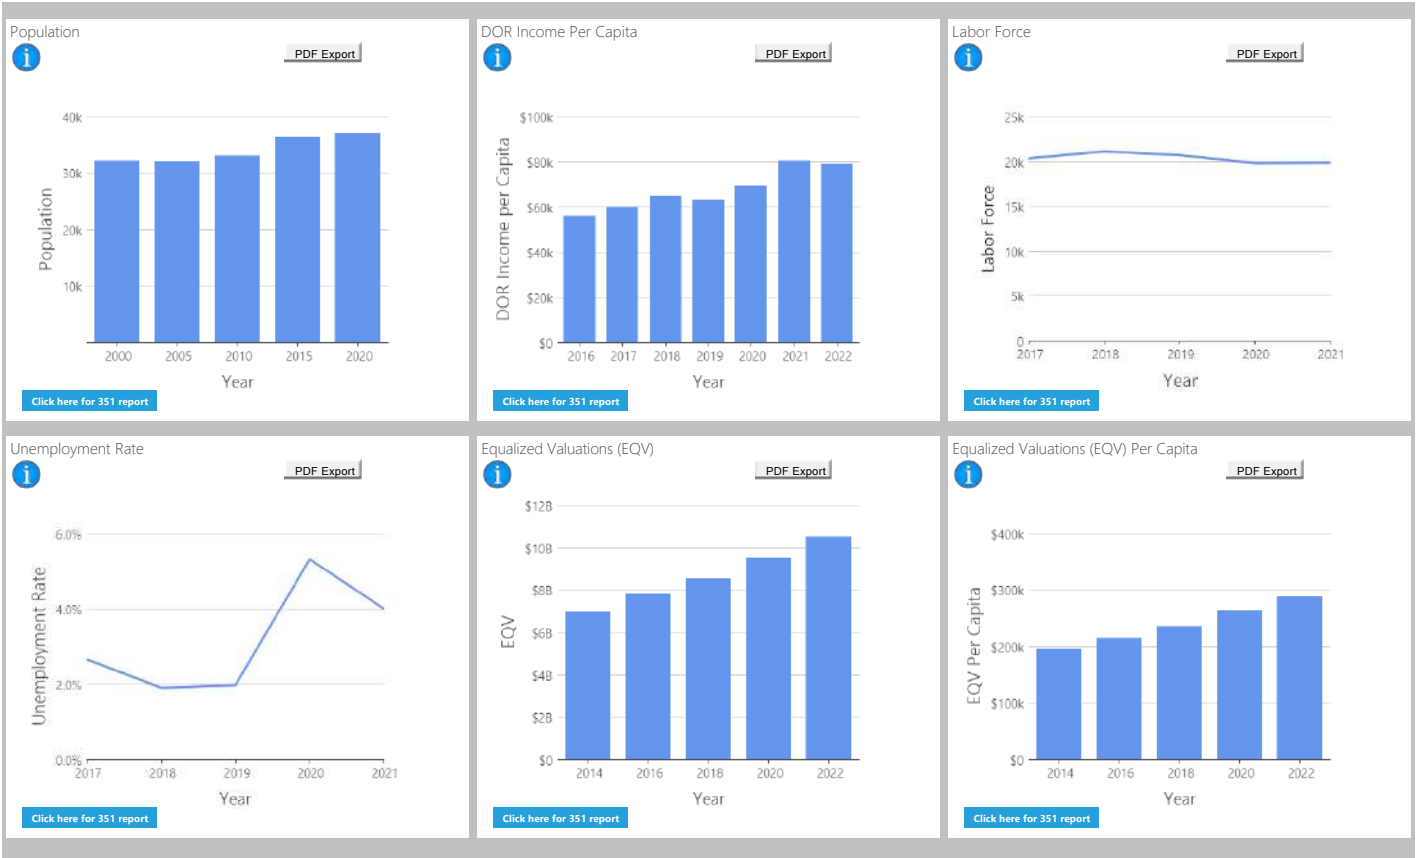 Population
PDF Export
40k
30k
20k
10k
Population
2000 2005 2010 2015 2020
Year
Click here for 351 report
DOR Income Per Capita
PDF Export
$100k
$80k
$60k
$40k
$20k
$0
DOR Income per Capita
2016 2017 2018 2019 2020 2021 2022
Year
Click here for 351 report
Labor Force
PDF Export
25k
20k
15k
10k
5k
0
Labor Force
2017 2018 2019 2020 2021
Year
Click here for 351 report
Unemployment Rate
PDF Export
6.0%
4.0%
2.0%
0.0%
Unemployment Rate
2017 2018 2019 2020 2021
Year
Click here for 351 report
Equalized Valuations (EQV)
PDF Export
$12B
$10B
$8B
$6B
$4B
$2B
$0
EQV
2014 2016 2018 2020 2022
Year
Click here for 351 report
Equalized Valuations (EQV) Per Capita
PDF Export
$400k
$300k
$200k
$100k
$0
EQV Per Capita
2014 2016 2018 2020 2022
Year
Click here for 351 report